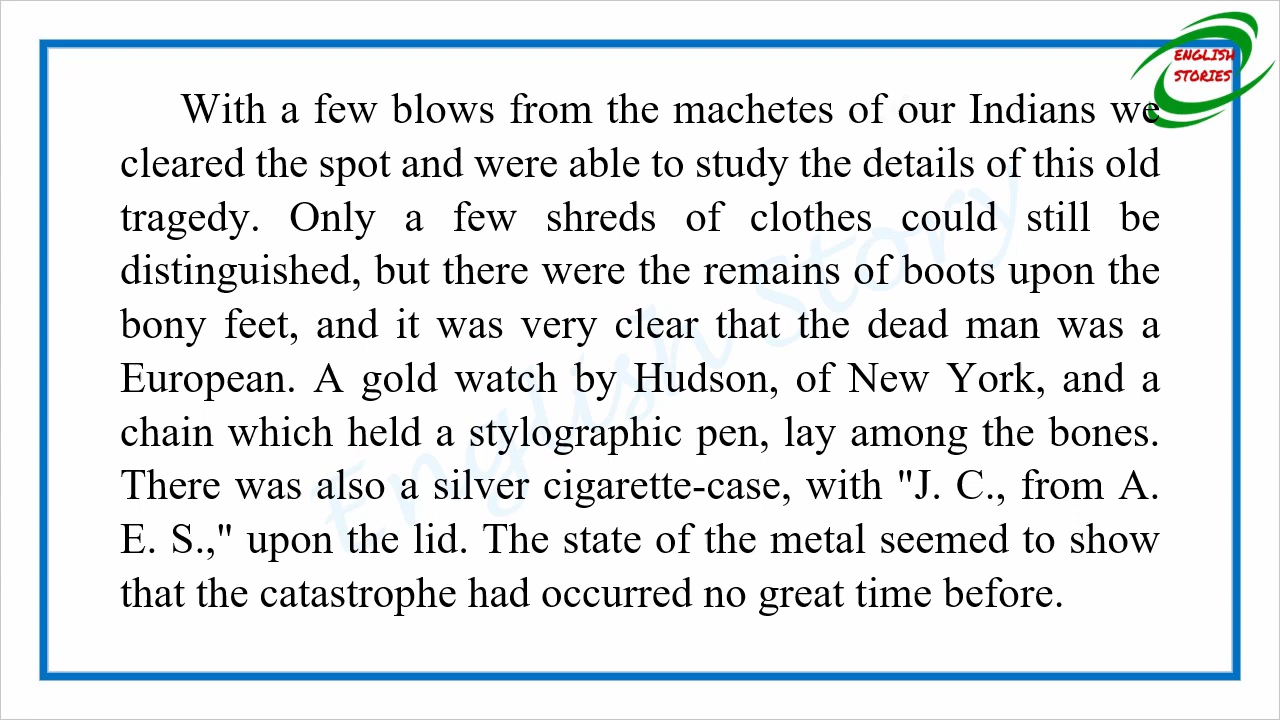 ENGLISH
STORIES
With a few blows from the machetes of our Indians we
cleared the spot and were able to study the details of this old
tragedy. Only a few shreds of clothes could still be
distinguished, but there were the remains of boots upon the
bony feet, and it was very clear that the dead man was a
European. A gold watch by Hudson, of New York, and a
chain which held a stylographic pen, lay among the bones.
There was also a silver cigarette-case, with "J. C., from A.
E. S.," upon the lid. The state of the metal seemed to show
that the catastrophe had occurred no great time before.
English Story